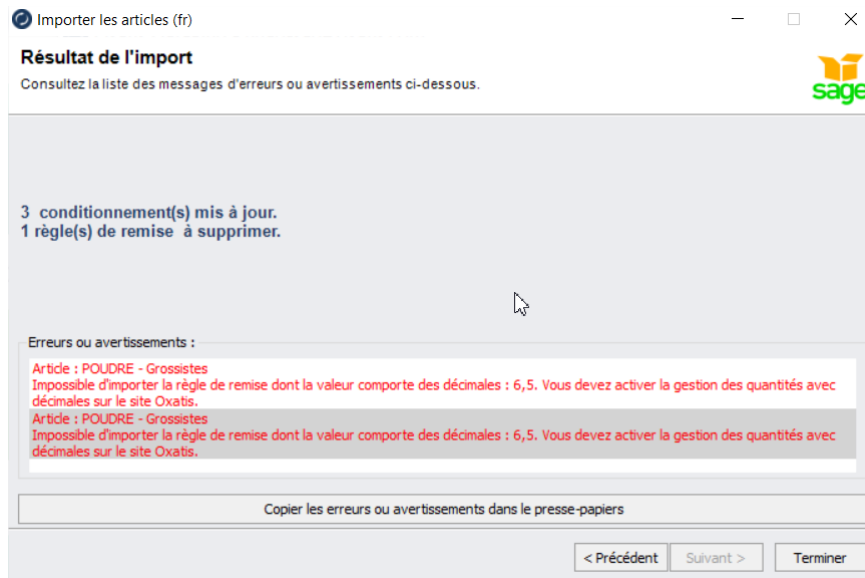 Importer les articles (fr)
Résultat de l'import
Consultez la liste des messages d'erreurs ou avertissements ci-dessous.
sage
3 conditionnement(s) mis à jour.
1 règle(s) de remise à supprimer.
Erreurs ou avertissements :
Article : POUDRE - Grossistes
Impossible d'importer la règle de remise dont la valeur comporte des décimales : 6,5. Vous devez activer la gestion des quantités avec
décimales sur le site Oxatis.
Article : POUDRE - Grossistes
Impossible d'importer la règle de remise dont la valeur comporte des décimales : 6,5. Vous devez activer la gestion des quantités avec
décimales sur le site Oxatis.
Copier les erreurs ou avertissements dans le presse-papiers
< Précédent
Suivant >
Terminer